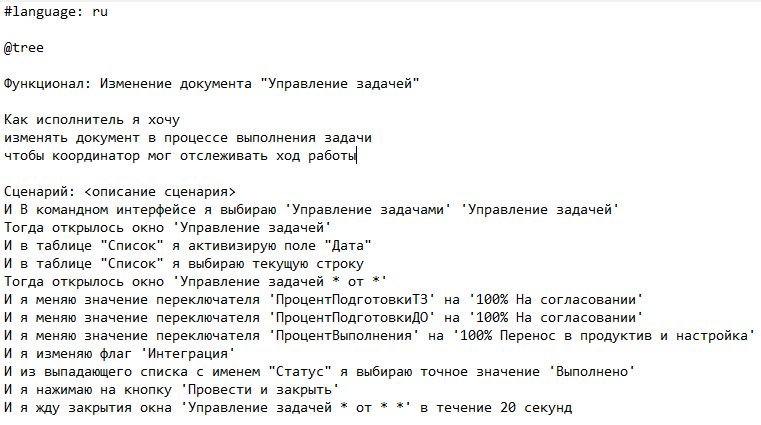 #language: ru
@tree
Функционал: Изменение документа "Управление задачей"
Как исполнитель я хочу
изменять документ в процессе выполнения задачи
чтобы координатор мог отслеживать ход работы
Сценарий: <описание сценария>
И В командном интерфейсе я выбираю 'Управление задачами' 'Управление задачей'
Тогда открылось окно 'Управление задачей'
И в таблице "Список" я активизирую поле "Дата"
И в таблице "Список" я выбираю текущую строку
Тогда открылось окно 'Управление задачей * от *'
И я меняю значение переключателя 'ПроцентПодготовкиТЗ' на '100% На согласовании'
И я меняю значение переключателя 'ПроцентПодготовкиДО' на '100% На согласовании'
И я меняю значение переключателя 'ПроцентВыполнения' на '100% Перенос в продуктив и настройка'
И я изменяю флаг 'Интеграция'
И из выпадающего списка с именем "Статус" я выбираю точное значение 'Выполнено'
И я нажимаю на кнопку 'Провести и закрыть'
И я жду закрытия окна 'Управление задачей * от * *' в течение 20 секунд